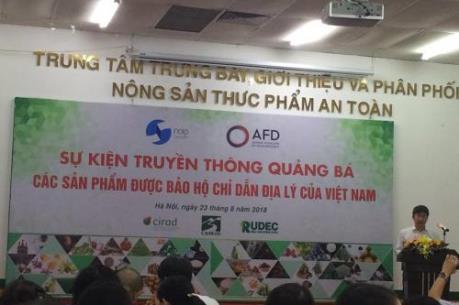 TRUNG TÂM TRƯNG BÀY, GIỚI THIỆU VÀ PHÂN PHỐI
NÔNG SẢN THỰC PHẨM AN TOÀN
noip
AFD
SỰ KIỆN TRUYỀN THÔNG QUẢNG BÁ
CÁC SẢN PHẨM ĐƯỢC BẢO HỘ CHỈ DẪN ĐỊA LÝ CỦA VIỆT NAM
Hà Nội, ngày 23 tháng 8 năm 2018
cirad
RUDEC